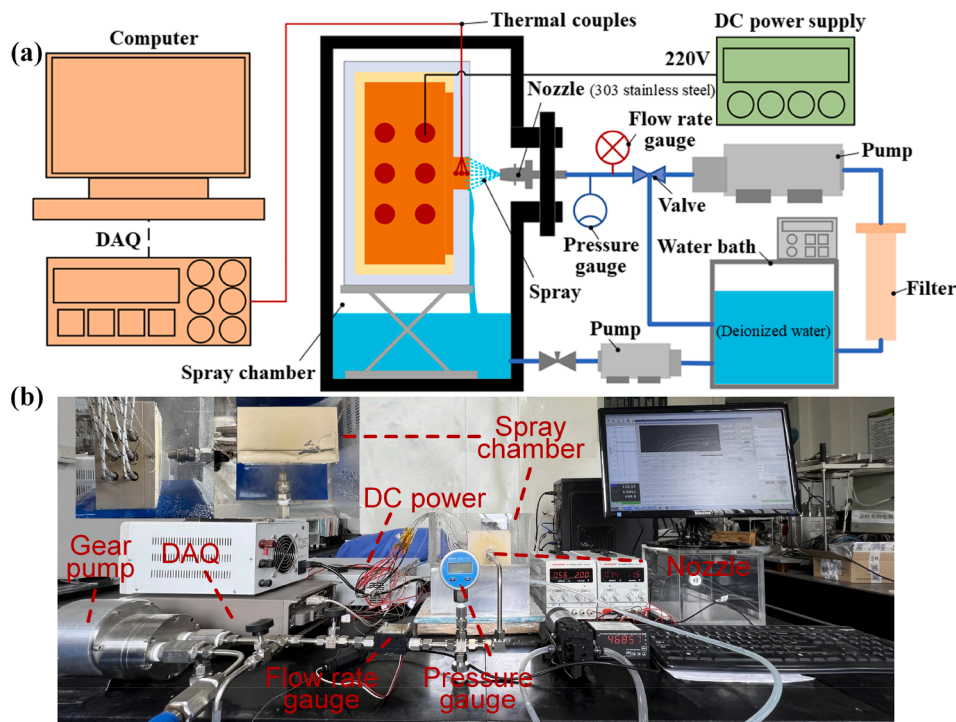 (a)
Computer
Thermal couples
DC power supply
220V
Nozzle (303 stainless steel)
Flow rate
gauge
Pump
Valve
DAQ
Pressure
gauge
Water bath
Spray
Filter
(Deionized water)
Pump
Spray chamber
(b)
Spray
chamber
DC power
Gear
pump
DAQ
Nozzle
Flow rate
gauge
Pressure
gauge
4685